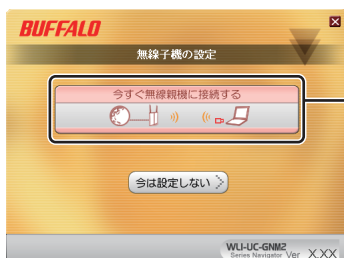 BUFFALO
無線子機の設定
今すぐ無線親機に接続する
今は設定しない
WLI-UC-GNM2
Series Navigator Ver X.XX